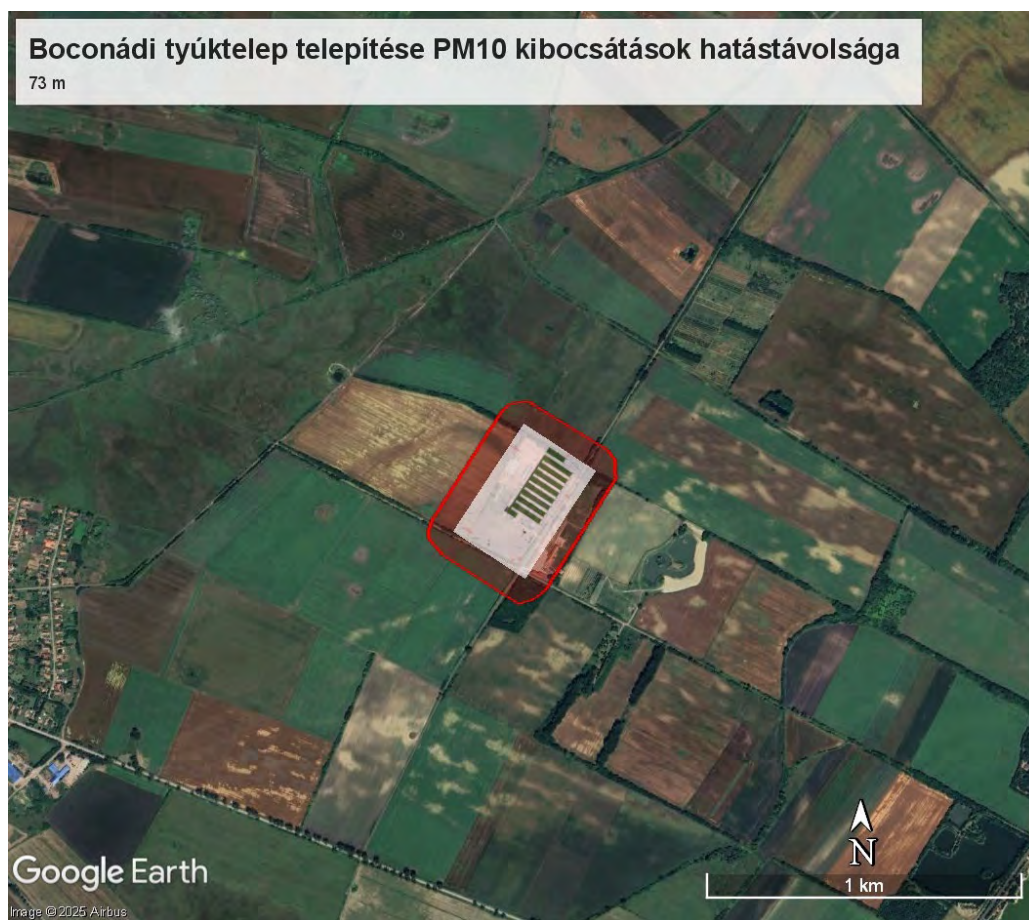 Boconádi tyúktelep telepítése PM10 kibocsátások hatástávolsága
73 m
N
1 km
Google Earth
Image © 2025 Airbus